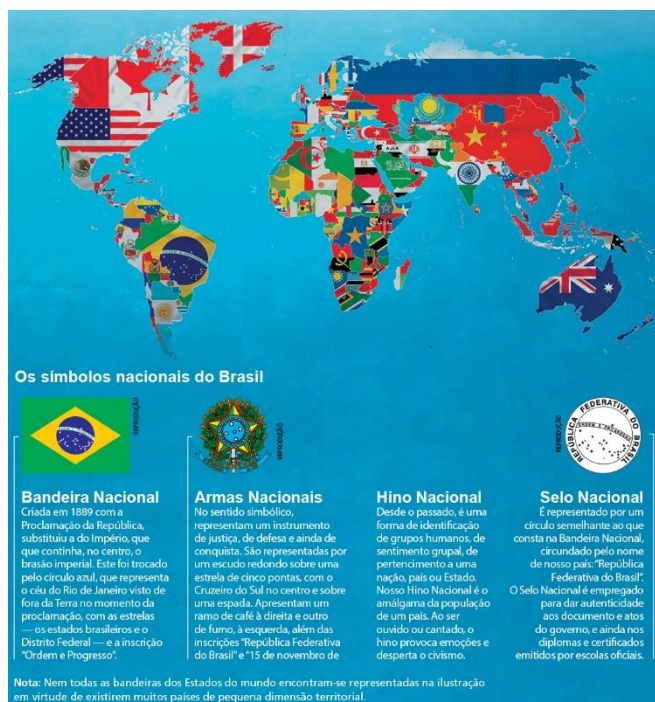 Os símbolos nacionais do Brasil
REPRODUÇÃO
REPRODUÇÃO
REPRODUÇÃO
REPÚBLICA FEDERATIVA DO BRASIL
ORDEM E PROGRESSO
Bandeira Nacional
Criada em 1889 com a
Proclamação da República,
substituiu a do Império, que
que continha, no centro, o
brasão imperial. Este foi trocado
pelo círculo azul, que representa
o céu do Rio de Janeiro visto de
fora da Terra no momento da
proclamação, com as estrelas
— os estados brasileiros e o
Distrito Federal — e a inscrição
"Ordem e Progresso".
Armas Nacionais
No sentido simbólico,
representam um instrumento
de justiça, de defesa e ainda de
conquista. São representadas por
um escudo redondo sobre uma
estrela de cinco pontas, com o
Cruzeiro do Sul no centro e sobre
uma espada. Apresentam um
ramo de café à direita e outro
de fumo, à esquerda, além das
inscrições "República Federativa
do Brasil" e "15 de novembro de
Hino Nacional
Desde o passado, é uma
forma de identificação
de grupos humanos, de
sentimento grupal, de
pertencimento a uma
nação, país ou Estado.
Nosso Hino Nacional é o
amálgama da população
de um país. Ao ser
ouvido ou cantado, o
hino provoca emoções e
desperta o civismo.
Selo Nacional
É representado por um
círculo semelhante ao que
consta na Bandeira Nacional,
circundado pelo nome
de nosso país: "República
Federativa do Brasil".
O Selo Nacional é empregado
para dar autenticidade
aos documentos e atos
do governo, e ainda nos
diplomas e certificados
emitidos por escolas oficiais.
Nota: Nem todas as bandeiras dos Estados do mundo encontram-se representadas na ilustração
em virtude de existirem muitos países de pequena dimensão territorial.